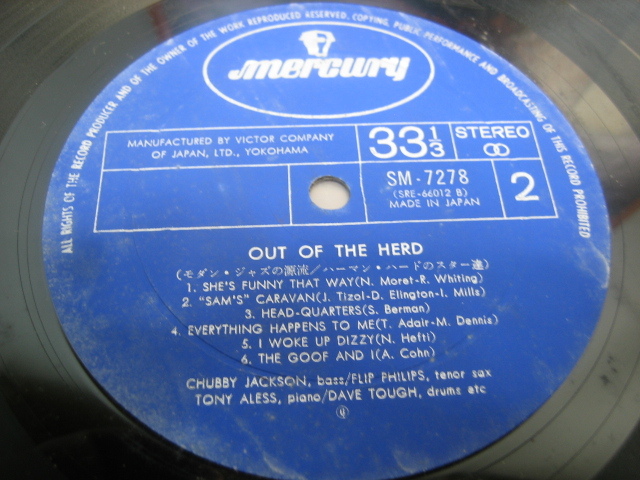 ALL RIGHTS OF THE RECORD PRODUCER AND OF THE OWNER OF THE WORK REPRODUCED RESERVED. COPYING, PUBLIC PERFORMANCE AND BROADCASTING OF THIS RECORD PROHIBITED
mercury
MANUFACTURED BY VICTOR COMPANY
OF JAPAN, LTD., YOKOHAMA
33 1/3
STEREO
SM-7278
(SRE-66012 B)
MADE IN JAPAN
2
OUT OF THE HERD
(モダン・ジャズの源流/ハーマン・ハードのスター達)
1. SHE'S FUNNY THAT WAY(N. Moret-R. Whiting)
2. "SAM'S" CARAVAN(J. Tizol-D. Elington-I. Mills)
3. HEAD-QUARTERS(S. Berman)
4. EVERYTHING HAPPENS TO ME(T. Adair-M. Dennis)
5. I WOKE UP DIZZY(N. Hefti)
6. THE GOOF AND I(A. Cohn)
CHUBBY JACKSON, bass/FLIP PHILIPS, tenor sax
TONY ALESS, piano/DAVE TOUGH, drums etc